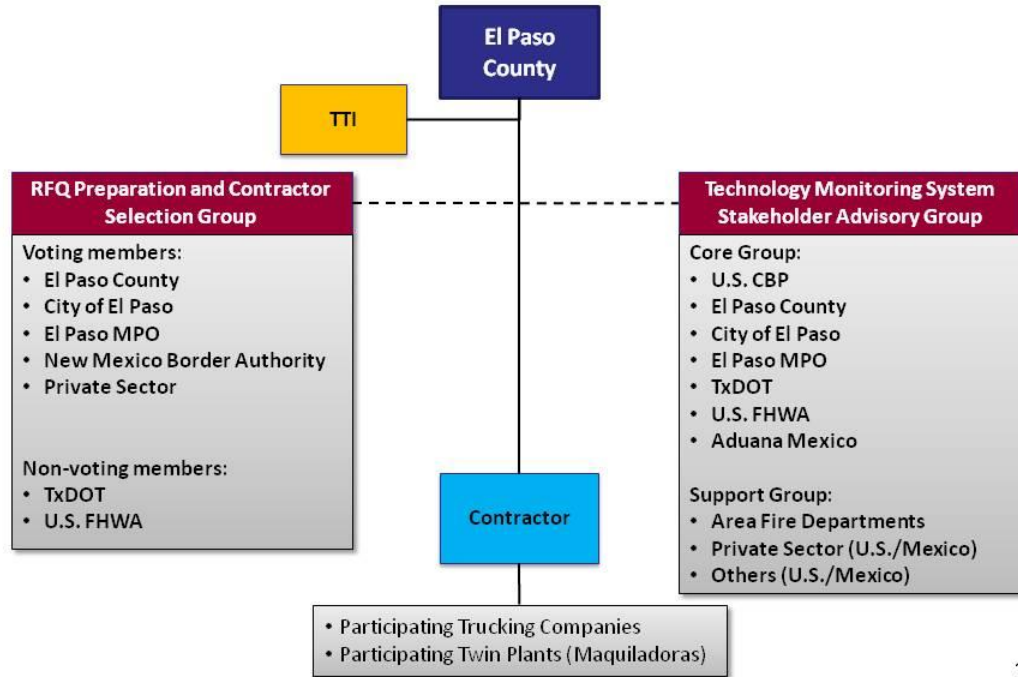 El Paso
County
TTI
RFQ Preparation and Contractor
Selection Group
Voting members:
• El Paso County
• City of El Paso
• El Paso MPO
• New Mexico Border Authority
• Private Sector
Non-voting members:
• TxDOT
• U.S. FHWA
Technology Monitoring System
Stakeholder Advisory Group
Core Group:
• U.S. CBP
• El Paso County
• City of El Paso
• El Paso MPO
• TxDOT
• U.S. FHWA
• Aduana Mexico
Support Group:
• Area Fire Departments
• Private Sector (U.S./Mexico)
• Others (U.S./Mexico)
Contractor
• Participating Trucking Companies
• Participating Twin Plants (Maquiladoras)